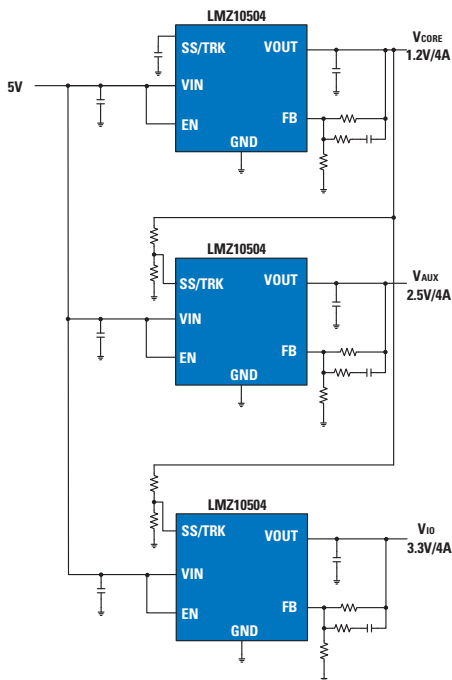 LMZ10504
SS/TRK VOUT
VCORE
1.2V/4A
5V
VIN
EN
FB
GND
LMZ10504
SS/TRK VOUT
VAUX
2.5V/4A
VIN
EN
FB
GND
LMZ10504
SS/TRK VOUT
VIO
3.3V/4A
VIN
EN
FB
GND